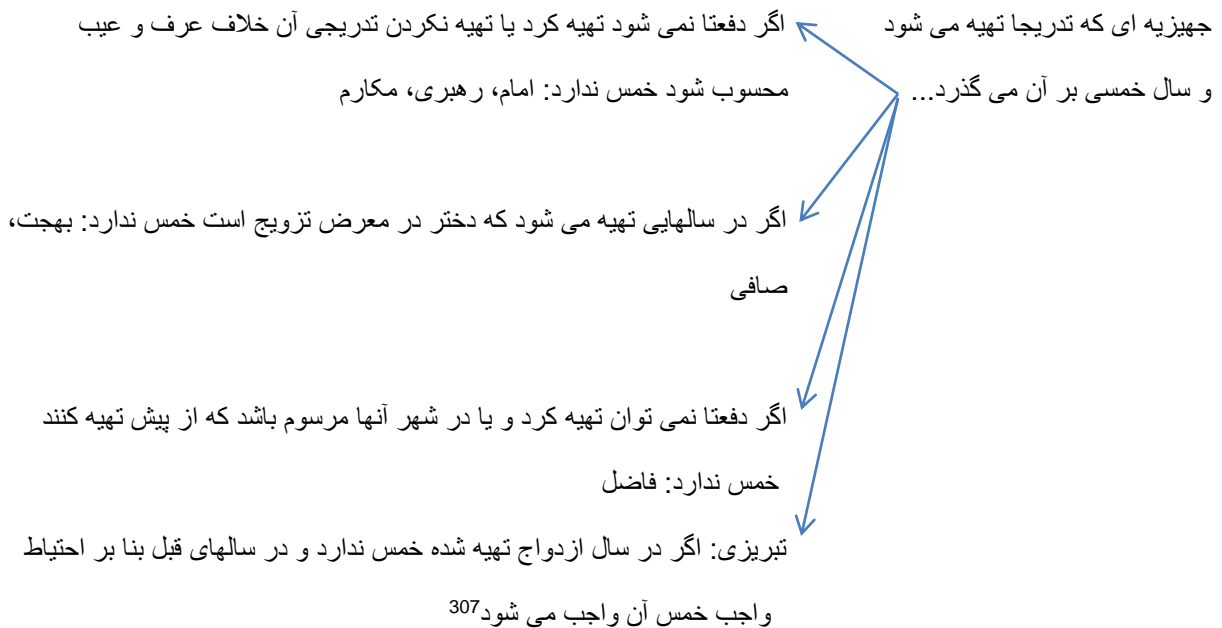 جهیزیه ای که تدریجا تهیه می شود
و سال خمسی بر آن می گذرد...
اگر دفعتا نمی شود تهیه کرد یا تهیه نکردن تدریجی آن خلاف عرف و عیب
محسوب شود خمس ندارد: امام، رهبری، مکارم
اگر در سالهایی تهیه می شود که دختر در معرض تزویج است خمس ندارد: بهجت،
صافی
اگر دفعتا نمی توان تهیه کرد و یا در شهر آنها مرسوم باشد که از پیش تهیه کنند
خمس ندارد: فاضل
تبریزی: اگر در سال ازدواج تهیه شده خمس ندارد و در سالهای قبل بنا بر احتیاط
واجب خمس آن واجب می شود307